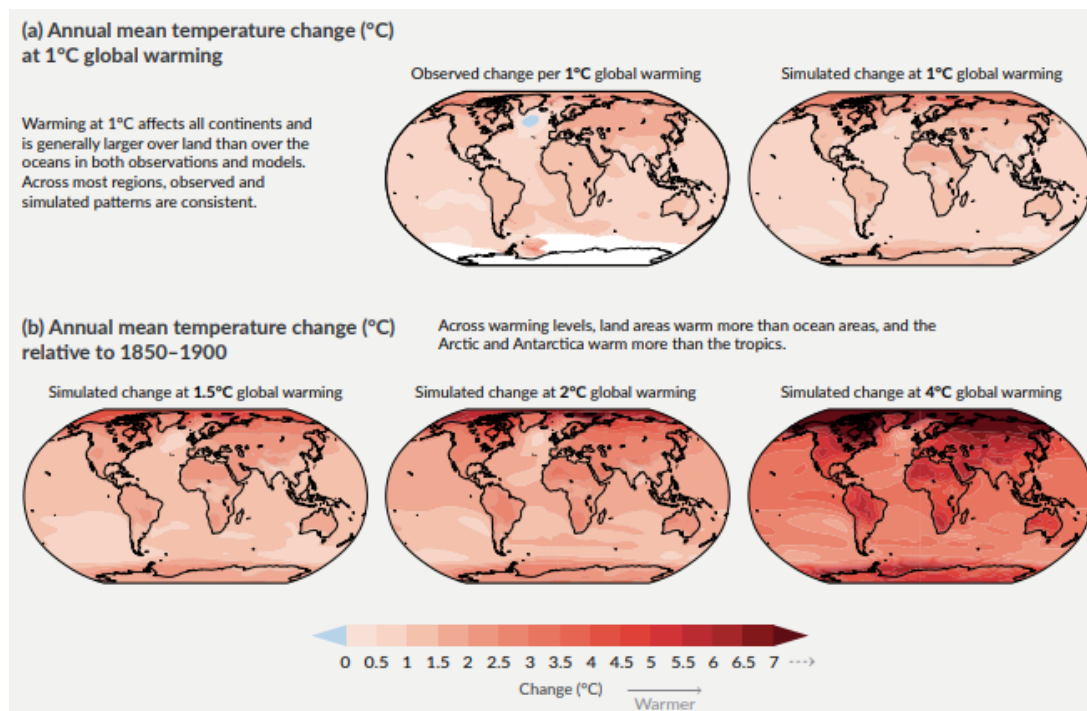 (a) Annual mean temperature change (°C)
at 1°C global warming
Warming at 1°C affects all continents and
is generally larger over land than over the
oceans in both observations and models.
Across most regions, observed and
simulated patterns are consistent.
Observed change per 1°C global warming
Simulated change at 1°C global warming
(b) Annual mean temperature change (°C)
relative to 1850–1900
Across warming levels, land areas warm more than ocean areas, and the
Arctic and Antarctica warm more than the tropics.
Simulated change at 1.5°C global warming
Simulated change at 2°C global warming
Simulated change at 4°C global warming
0 0.5 1 1.5 2 2.5 3 3.5 4 4.5 5 5.5 6 6.5 7
Change (°C)
Warmer